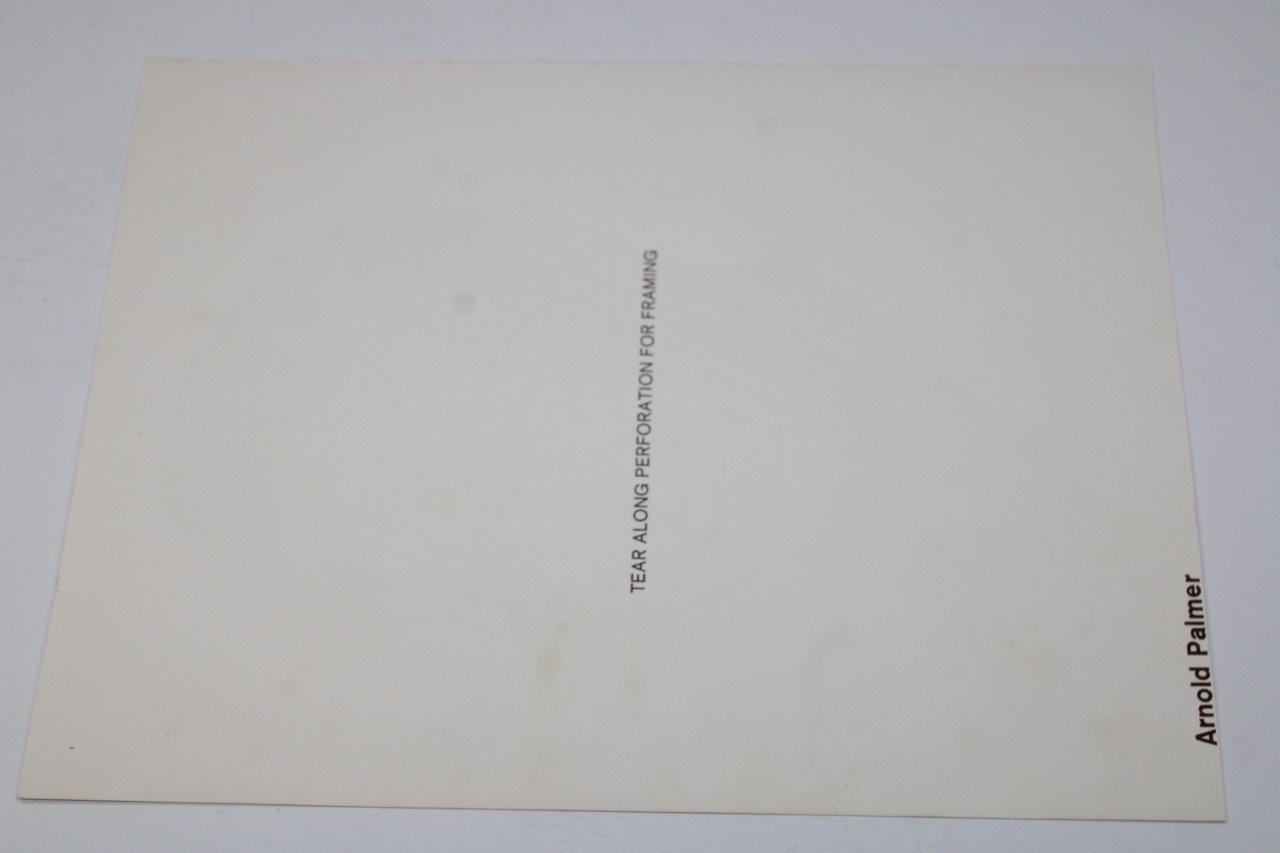 TEAR ALONG PERFORATION FOR FRAMING
Arnold Palmer